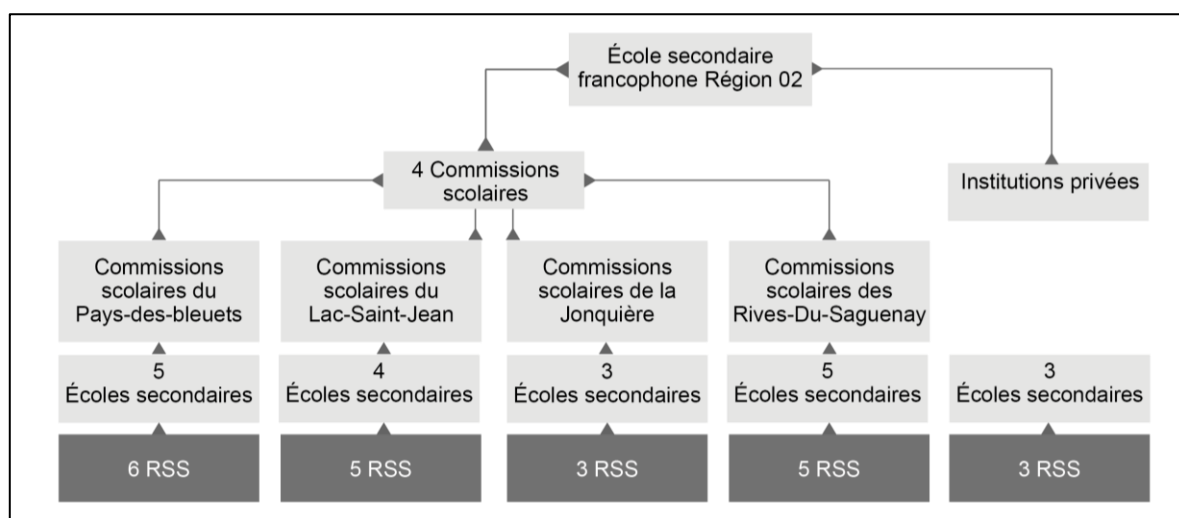 École secondaire
francophone Région 02
4 Commissions
scolaires
Institutions privées
Commissions
scolaires du
Pays-des-bleuets
Commissions
scolaires du
Lac-Saint-Jean
Commissions
scolaires de la
Jonquière
Commissions
scolaires des
Rives-Du-Saguenay
5
Écoles secondaires
4
Écoles secondaires
3
Écoles secondaires
5
Écoles secondaires
3
Écoles secondaires
6 RSS
5 RSS
3 RSS
5 RSS
3 RSS